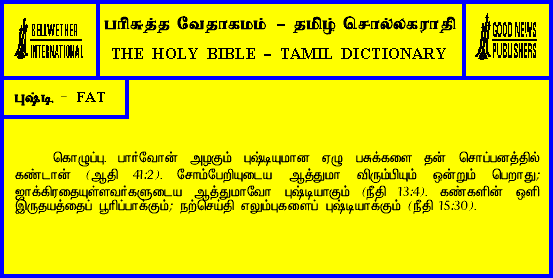 BELLWETHER
INTERNATIONAL
பரிசுத்த வேதாகமம் - தமிழ் சொல்லகராதி
THE HOLY BIBLE - TAMIL DICTIONARY
GOOD NEWS
PUBLISHERS
புஷ்டி - FAT
கொழுப்பு. பார்வோன் அழகும் புஷ்டியுமான ஏழு பசுக்களை தன் சொப்பனத்தில்
கண்டான் (ஆதி 41:2). சோம்பேறியுடைய ஆத்துமா விரும்பியும் ஒன்றும் பெறாது;
ஜாக்கிரதையுள்ளவர்களுடைய ஆத்துமாவோ புஷ்டியாகும் (நீதி 13:4). கண்களின் ஒளி
இருதயத்தைப் பூரிப்பாக்கும்; நற்செய்தி எலும்புகளைப் புஷ்டியாக்கும் (நீதி 15:30).